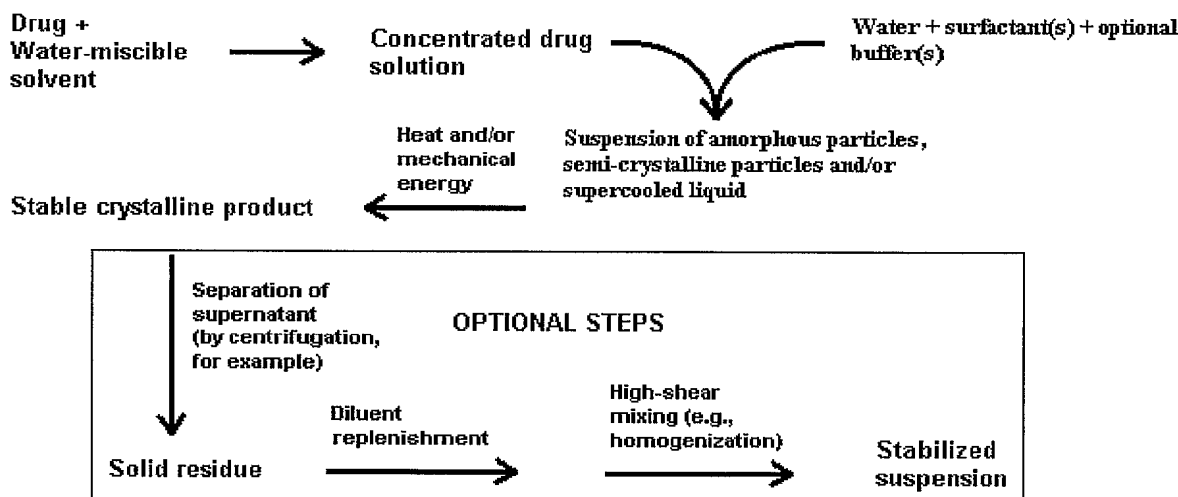 Drug +
Water-miscible
solvent
Concentrated drug
solution
Water + surfactant(s) + optional
buffer(s)
Heat and/or
mechanical
energy
Suspension of amorphous particles,
semi-crystalline particles and/or
supercooled liquid
Stable crystalline product
Separation of
supernatant
(by centrifugation,
for example)
OPTIONAL STEPS
Solid residue
Diluent
replenishment
High-shear
mixing (e.g.,
homogenization)
Stabilized
suspension